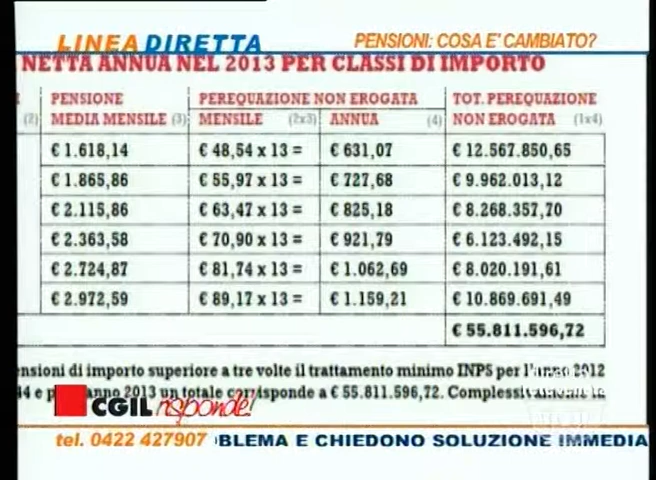 LINEA DIRETTA PENSIONI: COSA E' CAMBIATO?
NETTA ANNUA NEL 2013 PER CLASSI DI IMPORTO
PENSIONE PEREQUAZIONE NON EROGATA TOT. PEREQUAZIONE
(2) MEDIA MENSILE (3) MENSILE (2x3) ANNUA (4) NON EROGATA (1x4)
€ 1.618,14 € 48,54 x 13 = € 631,07 € 12.567.850,65
€ 1.865,86 € 55,97 x 13 = € 727,68 € 9.962.013,12
€ 2.115,86 € 63,47 x 13 = € 825,18 € 8.268.357,70
€ 2.363,58 € 70,90 x 13 = € 921,79 € 6.123.492,15
€ 2.724,87 € 81,74 x 13 = € 1.062,69 € 8.020.191,61
€ 2.972,59 € 89,17 x 13 = € 1.159,21 € 10.869.691,49
€ 55.811.596,72
nsioni di importo superiore a tre volte il trattamento minimo INPS per l' 2012
4 e p anno 2013 un totale corrisponde a € 55.811.596,72.
CGIL risponde!
tel. 0422 427907 BLEMA E CHIEDONO SOLUZIONE IMMEDIA